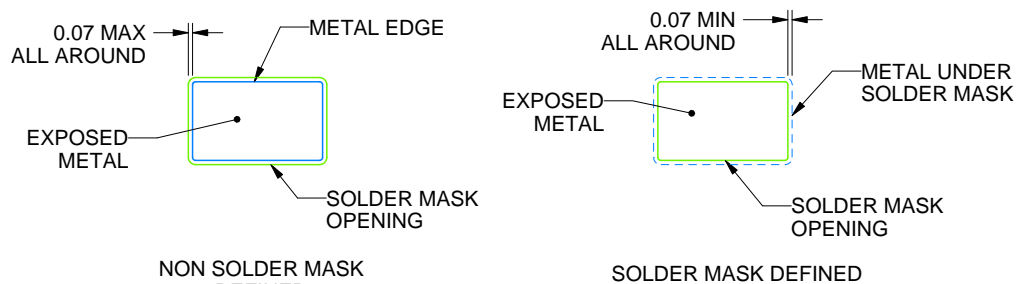 0.07 MAX
ALL AROUND
METAL EDGE
EXPOSED
METAL
SOLDER MASK
OPENING
NON SOLDER MASK
0.07 MIN
ALL AROUND
METAL UNDER
SOLDER MASK
EXPOSED
METAL
SOLDER MASK
OPENING
SOLDER MASK DEFINED